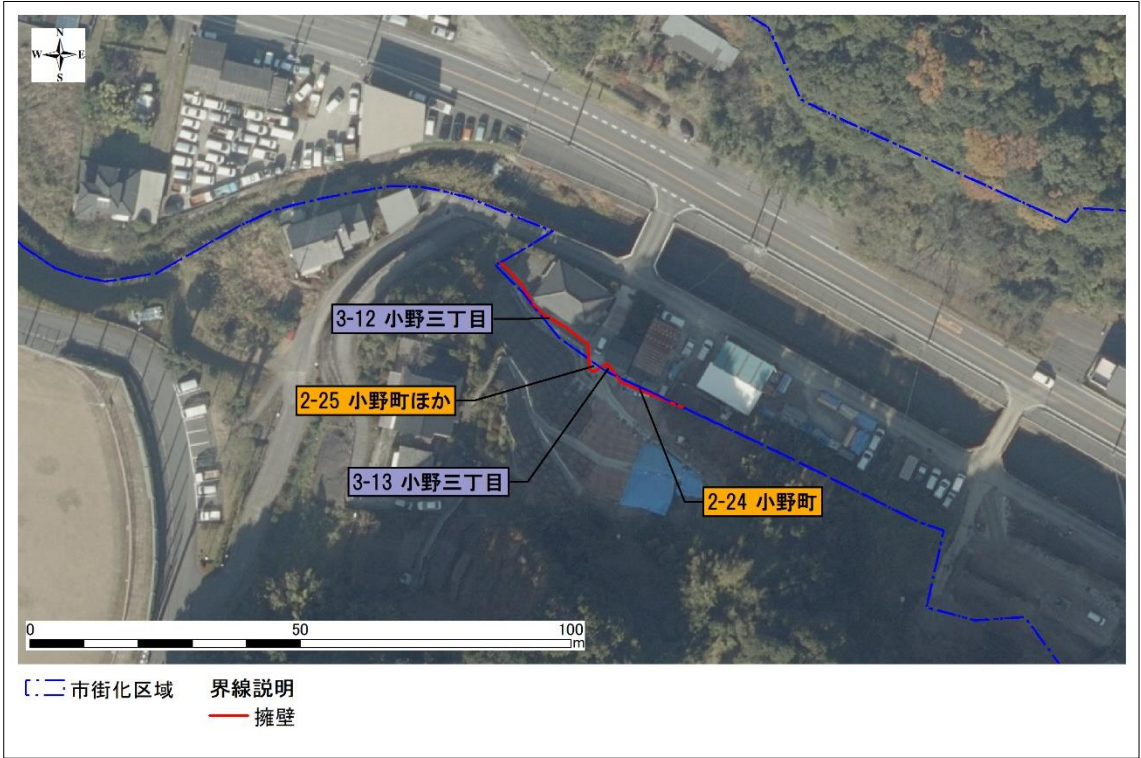 N
W E
S
3-12 小野三丁目
2-25 小野町ほか
3-13 小野三丁目
2-24 小野町
0 50 100
m
市街化区域 界線説明
擁壁